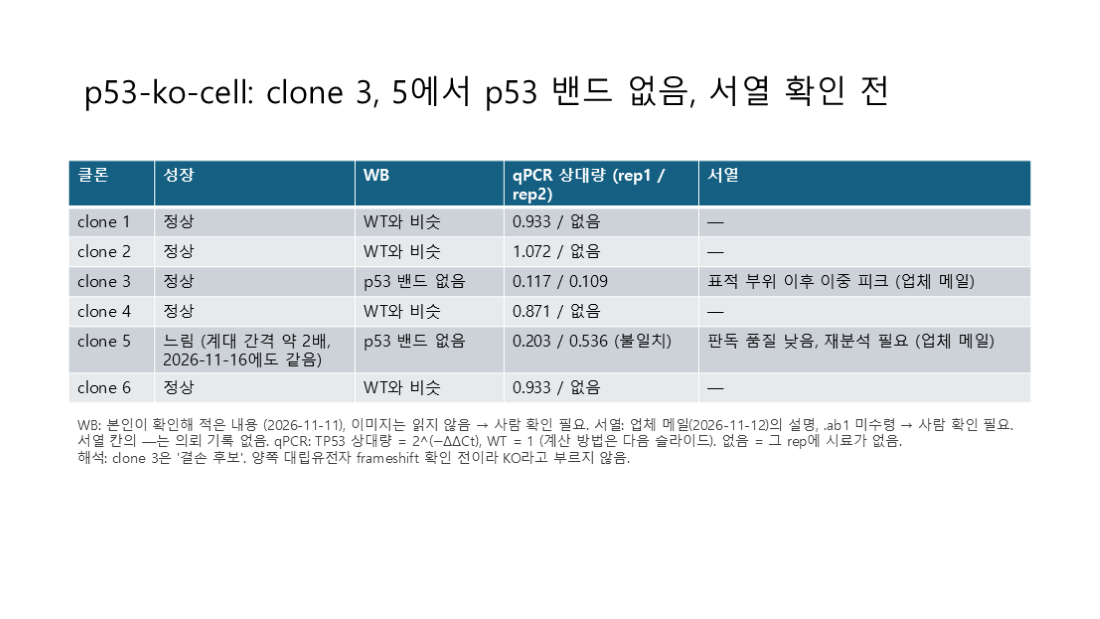 p53-ko-cell: clone 3, 5에서 p53 밴드 없음, 서열 확인 전
클론 성장 WB qPCR 상대량 (rep1 / rep2) 서열
clone 1 정상 WT와 비슷 0.933 / 없음 —
clone 2 정상 WT와 비슷 1.072 / 없음 —
clone 3 정상 p53 밴드 없음 0.117 / 0.109 표적 부위 이후 이중 피크 (업체 메일)
clone 4 정상 WT와 비슷 0.871 / 없음 —
clone 5 느림 (계대 간격 약 2배, 2026-11-16에도 같음) p53 밴드 없음 0.203 / 0.536 (불일치) 판독 품질 낮음, 재분석 필요 (업체 메일)
clone 6 정상 WT와 비슷 0.933 / 없음 —
WB: 본인이 확인해 적은 내용 (2026-11-11), 이미지는 읽지 않음 → 사람 확인 필요. 서열: 업체 메일(2026-11-12)의 설명, .ab1 미수령 → 사람 확인 필요.
서열 칸의 —는 의뢰 기록 없음. qPCR: TP53 상대량 = 2^(−ΔΔCt), WT = 1 (계산 방법은 다음 슬라이드). 없음 = 그 rep에 시료가 없음.
해석: clone 3은 '결손 후보'. 양쪽 대립유전자 frameshift 확인 전이라 KO라고 부르지 않음.